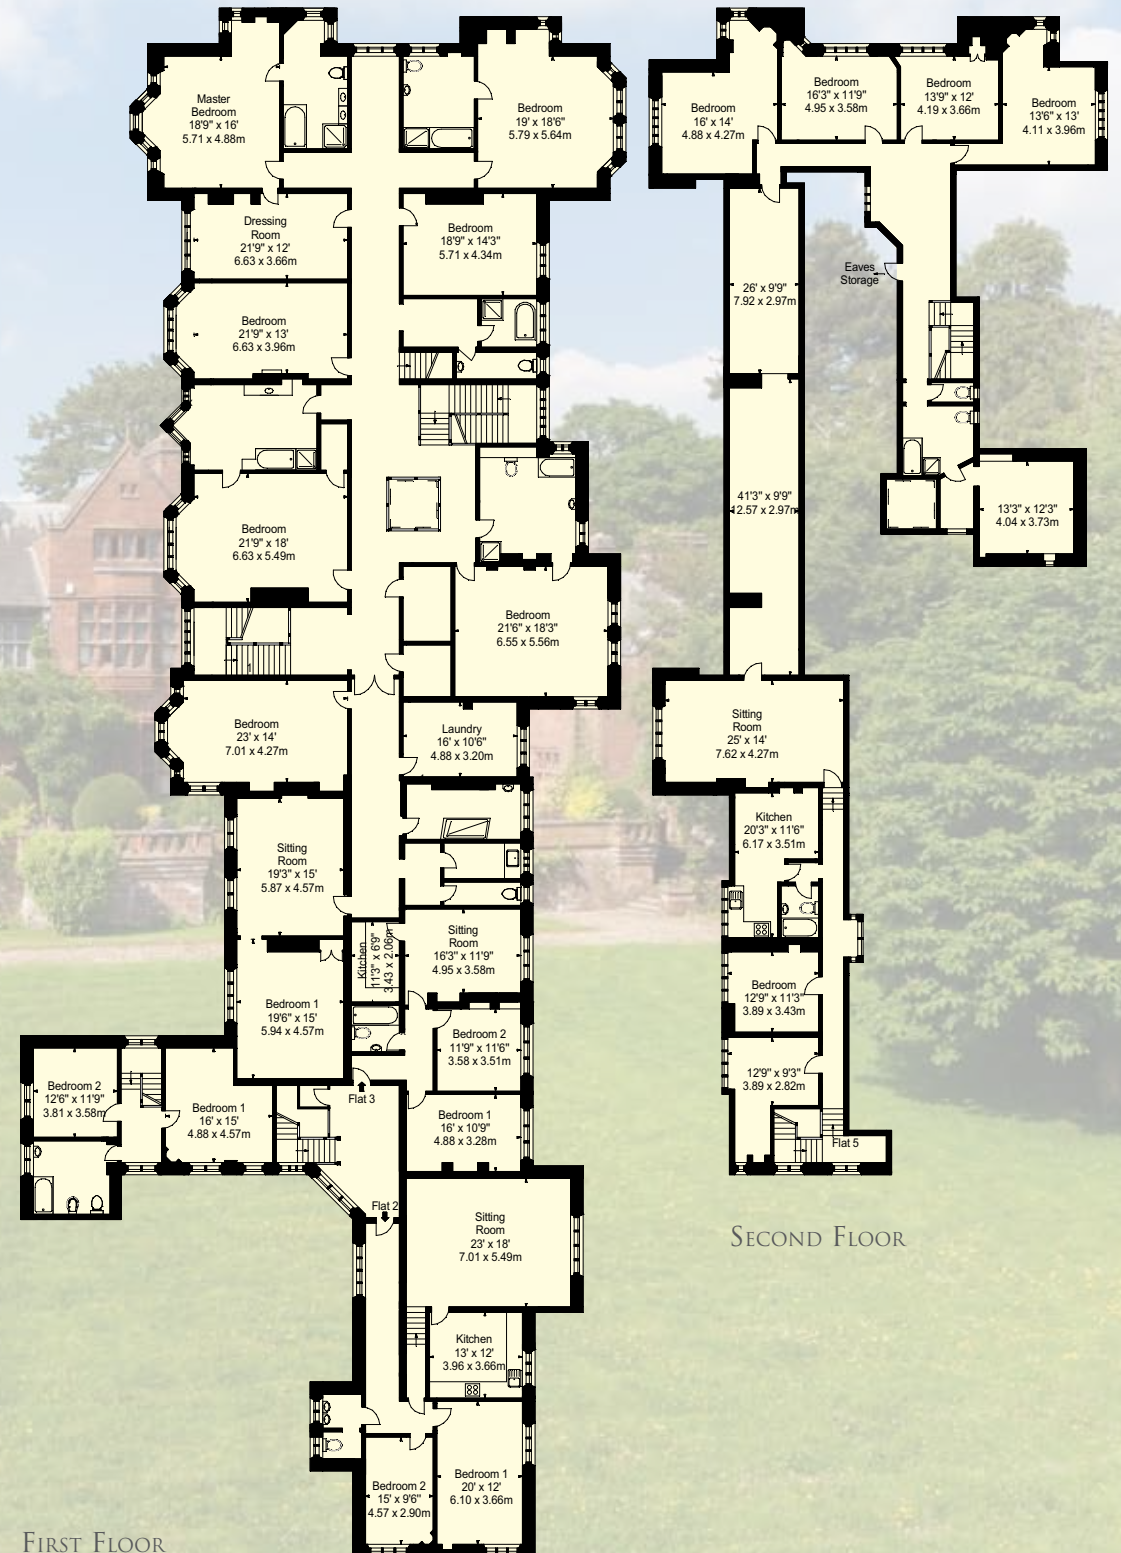 Master
Bedroom
18'9" x 16'
5.71 x 4.88m
Bedroom
19' x 18'6"
5.79 x 5.64m
Dressing
Room
21'9" x 12'
6.63 x 3.66m
Bedroom
18'9" x 14'3"
5.71 x 4.34m
Bedroom
21'9" x 13'
6.63 x 3.96m
Bedroom
21'9" x 18'
6.63 x 5.49m
Bedroom
21'6" x 18'3"
6.55 x 5.56m
Bedroom
23' x 14'
7.01 x 4.27m
Laundry
16' x 10'6"
4.88 x 3.20m
Sitting
Room
19'3" x 15'
5.87 x 4.57m
Kitchen
11'3" x 6'9"
3.43 x 2.06m
Sitting
Room
16'3" x 11'9"
4.95 x 3.58m
Bedroom 1
19'6" x 15'
5.94 x 4.57m
Bedroom 2
11'9" x 11'6"
3.58 x 3.51m
Bedroom 2
12'6" x 11'9"
3.81 x 3.58m
Bedroom 1
16' x 15'
4.88 x 4.57m
Flat 3
Bedroom 1
16' x 10'9"
4.88 x 3.28m
Flat 2
Sitting
Room
23' x 18'
7.01 x 5.49m
Kitchen
13' x 12'
3.96 x 3.66m
Bedroom 2
15' x 9'6"
4.57 x 2.90m
Bedroom 1
20' x 12'
6.10 x 3.66m
First Floor
Bedroom
16' x 14'
4.88 x 4.27m
Bedroom
16'3" x 11'9"
4.95 x 3.58m
Bedroom
13'9" x 12'
4.19 x 3.66m
Bedroom
13'6" x 13'
4.11 x 3.96m
Eaves
Storage
26' x 9'9"
7.92 x 2.97m
41'3" x 9'9"
12.57 x 2.97m
13'3" x 12'3"
4.04 x 3.73m
Sitting
Room
25' x 14'
7.62 x 4.27m
Kitchen
20'3" x 11'6"
6.17 x 3.51m
Bedroom
12'9" x 11'3"
3.89 x 3.43m
12'9" x 9'3"
3.89 x 2.82m
Flat 5
Second Floor